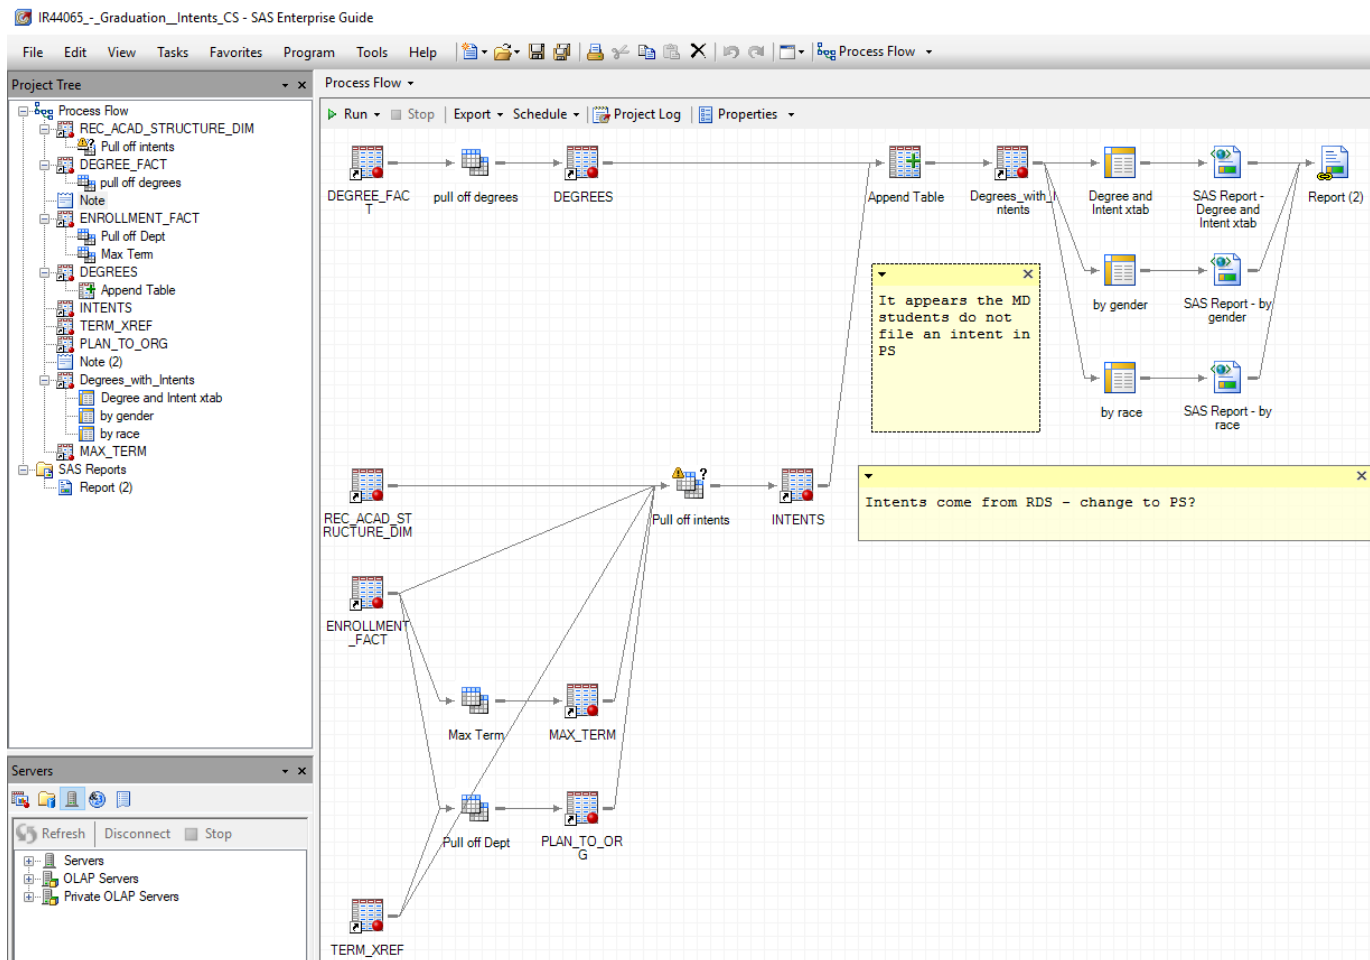 IR44065_-_Graduation__Intents_CS - SAS Enterprise Guide
File Edit View Tasks Favorites Program Tools Help Process Flow
Project Tree
Process Flow
REC_ACAD_STRUCTURE_DIM
Pull off intents
DEGREE_FACT
pull off degrees
Note
ENROLLMENT_FACT
Pull off Dept
Max Term
DEGREES
Append Table
INTENTS
TERM_XREF
PLAN_TO_ORG
Note (2)
Degrees_with_Intents
Degree and Intent xtab
by gender
by race
MAX_TERM
SAS Reports
Report (2)
Servers
Refresh Disconnect Stop
Servers
OLAP Servers
Private OLAP Servers
Process Flow
Run Stop Export Schedule Project Log Properties
DEGREE_FAC
T
pull off degrees
DEGREES
Append Table
Degrees_with_I
ntents
Degree and
Intent xtab
SAS Report -
Degree and
Intent xtab
Report (2)
It appears the MD
students do not
file an intent in
PS
by gender
SAS Report - by
gender
by race
SAS Report - by
race
REC_ACAD_ST
RUCTURE_DIM
Pull off intents
INTENTS
Intents come from RDS - change to PS?
ENROLLMENT
_FACT
Max Term
MAX_TERM
Pull off Dept
PLAN_TO_OR
G
TERM_XREF